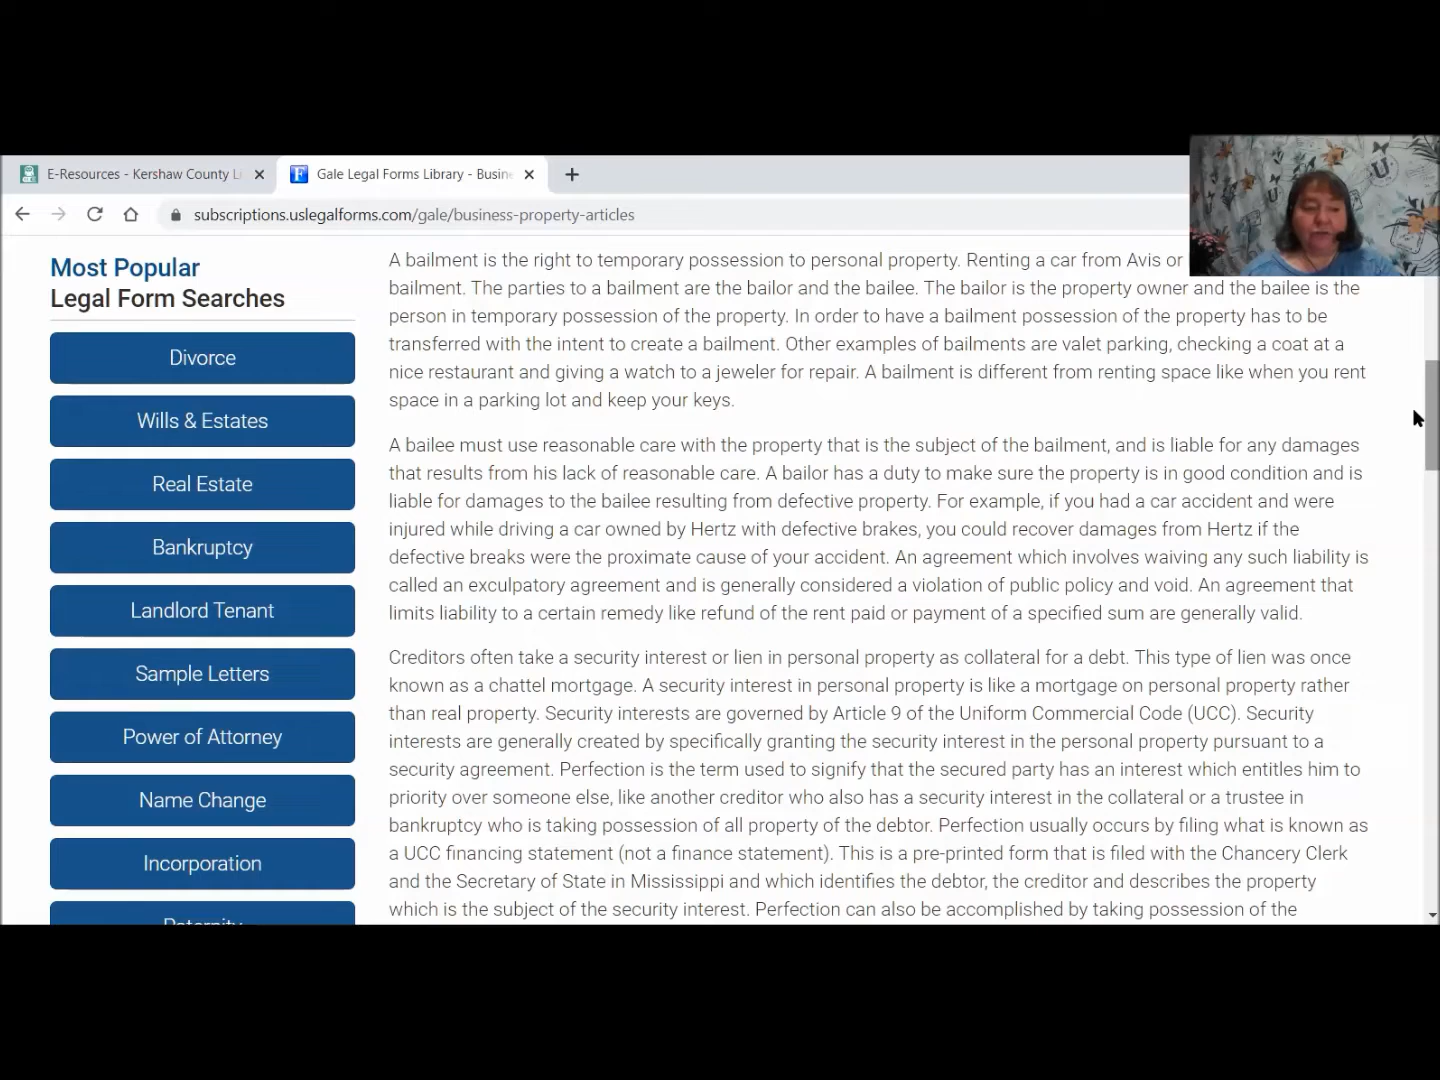 E-Resources - Kershaw County L
Gale Legal Forms Library - Busin
subscriptions.uslegalforms.com/gale/business-property-articles
Most Popular
Legal Form Searches
Divorce
Wills & Estates
Real Estate
Bankruptcy
Landlord Tenant
Sample Letters
Power of Attorney
Name Change
Incorporation
Paternity
A bailment is the right to temporary possession to personal property. Renting a car from Avis or
bailment. The parties to a bailment are the bailor and the bailee. The bailor is the property owner and the bailee is the
person in temporary possession of the property. In order to have a bailment possession of the property has to be
transferred with the intent to create a bailment. Other examples of bailments are valet parking, checking a coat at a
nice restaurant and giving a watch to a jeweler for repair. A bailment is different from renting space like when you rent
space in a parking lot and keep your keys.
A bailee must use reasonable care with the property that is the subject of the bailment, and is liable for any damages
that results from his lack of reasonable care. A bailor has a duty to make sure the property is in good condition and is
liable for damages to the bailee resulting from defective property. For example, if you had a car accident and were
injured while driving a car owned by Hertz with defective brakes, you could recover damages from Hertz if the
defective breaks were the proximate cause of your accident. An agreement which involves waiving any such liability is
called an exculpatory agreement and is generally considered a violation of public policy and void. An agreement that
limits liability to a certain remedy like refund of the rent paid or payment of a specified sum are generally valid.
Creditors often take a security interest or lien in personal property as collateral for a debt. This type of lien was once
known as a chattel mortgage. A security interest in personal property is like a mortgage on personal property rather
than real property. Security interests are governed by Article 9 of the Uniform Commercial Code (UCC). Security
interests are generally created by specifically granting the security interest in the personal property pursuant to a
security agreement. Perfection is the term used to signify that the secured party has an interest which entitles him to
priority over someone else, like another creditor who also has a security interest in the collateral or a trustee in
bankruptcy who is taking possession of all property of the debtor. Perfection usually occurs by filing what is known as
a UCC financing statement (not a finance statement). This is a pre-printed form that is filed with the Chancery Clerk
and the Secretary of State in Mississippi and which identifies the debtor, the creditor and describes the property
which is the subject of the security interest. Perfection can also be accomplished by taking possession of the